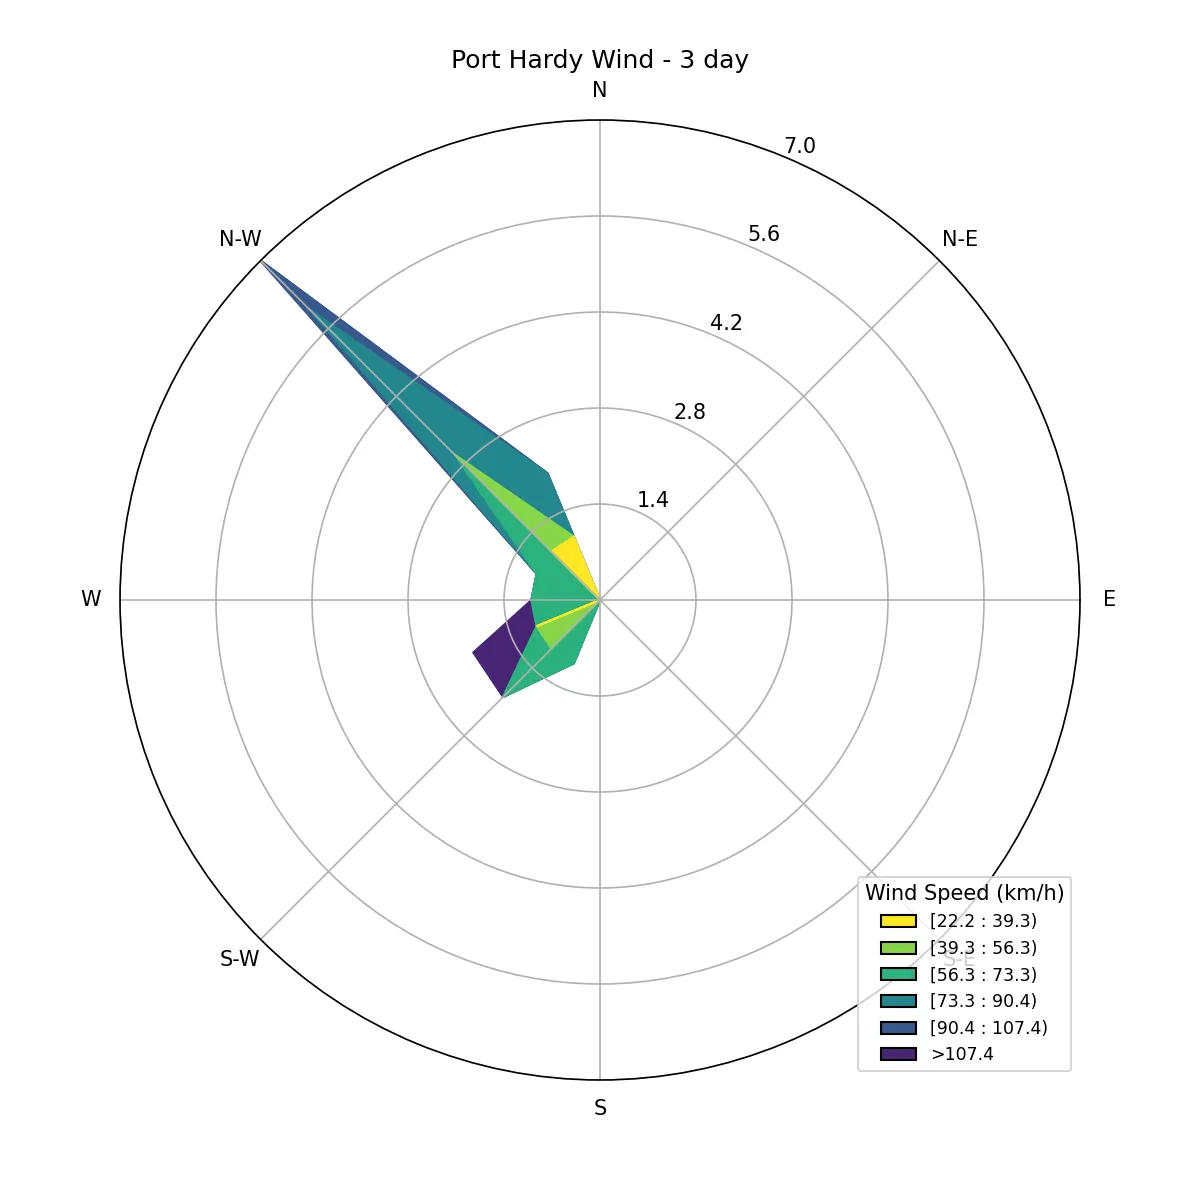 Port Hardy Wind - 3 day
N
7.0
N-W
N-E
5.6
4.2
2.8
1.4
W
E
S-W
S-E
S
Wind Speed (km/h)
[22.2 : 39.3)
[39.3 : 56.3)
[56.3 : 73.3)
[73.3 : 90.4)
[90.4 : 107.4)
>107.4